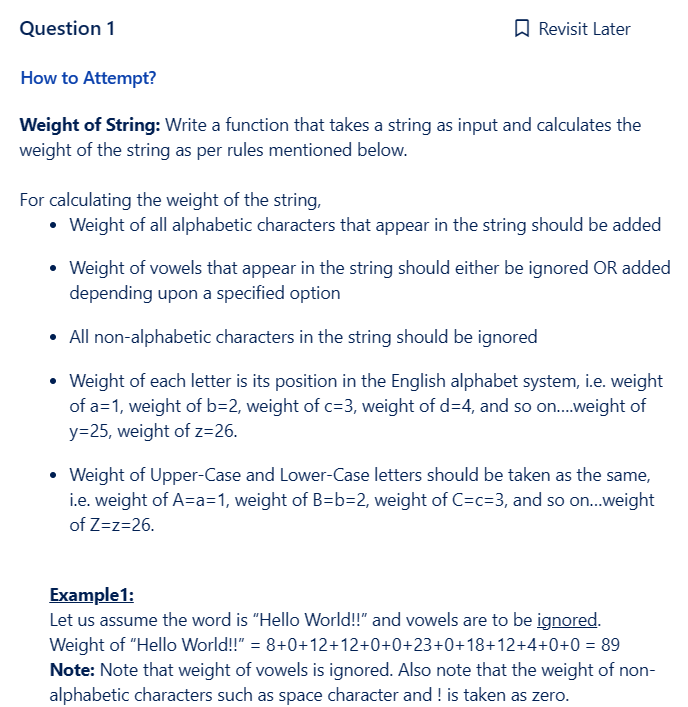 Question 1
Revisit Later
How to Attempt?
Weight of String: Write a function that takes a string as input and calculates the
weight of the string as per rules mentioned below.
For calculating the weight of the string,
• Weight of all alphabetic characters that appear in the string should be added
• Weight of vowels that appear in the string should either be ignored OR added
depending upon a specified option
• All non-alphabetic characters in the string should be ignored
• Weight of each letter is its position in the English alphabet system, i.e. weight
of a=1, weight of b=2, weight of c=3, weight of d=4, and so on....weight of
y=25, weight of z=26.
• Weight of Upper-Case and Lower-Case letters should be taken as the same,
i.e. weight of A=a=1, weight of B=b=2, weight of C=c=3, and so on...weight
of Z=z=26.
Example1:
Let us assume the word is “Hello World!!” and vowels are to be ignored.
Weight of “Hello World!!” = 8+0+12+12+0+0+23+0+18+12+4+0+0 = 89
Note: Note that weight of vowels is ignored. Also note that the weight of non-
alphabetic characters such as space character and ! is taken as zero.